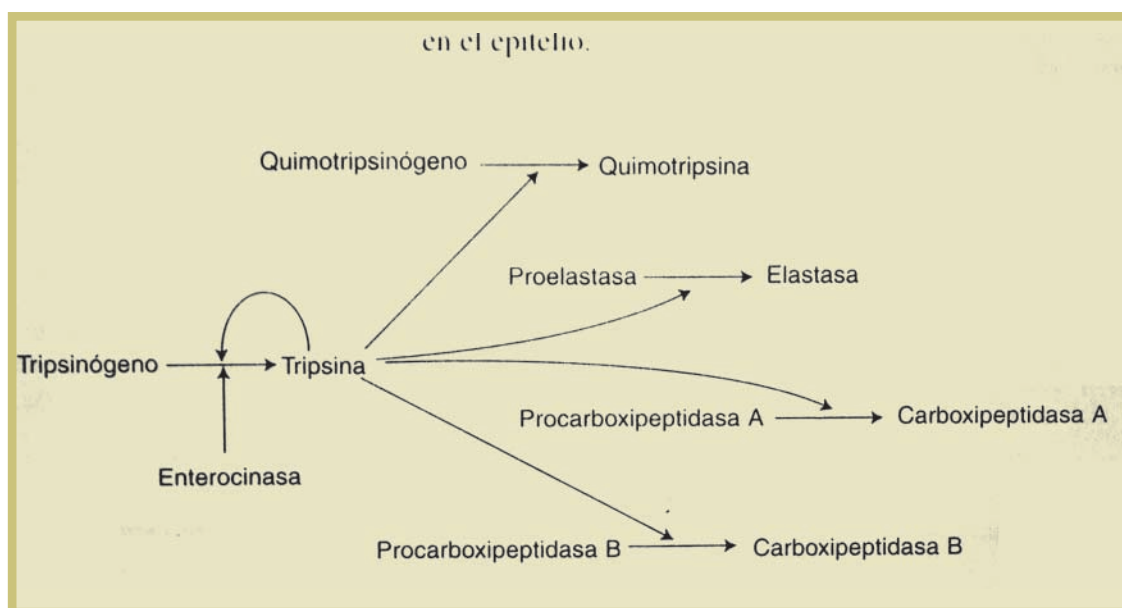 en el epitelio.
Quimotripsinógeno Quimotripsina
Proelastasa Elastasa
Tripsinógeno Tripsina
Procarboxipeptidasa A Carboxipeptidasa A
Enterocinasa
Procarboxipeptidasa B Carboxipeptidasa B